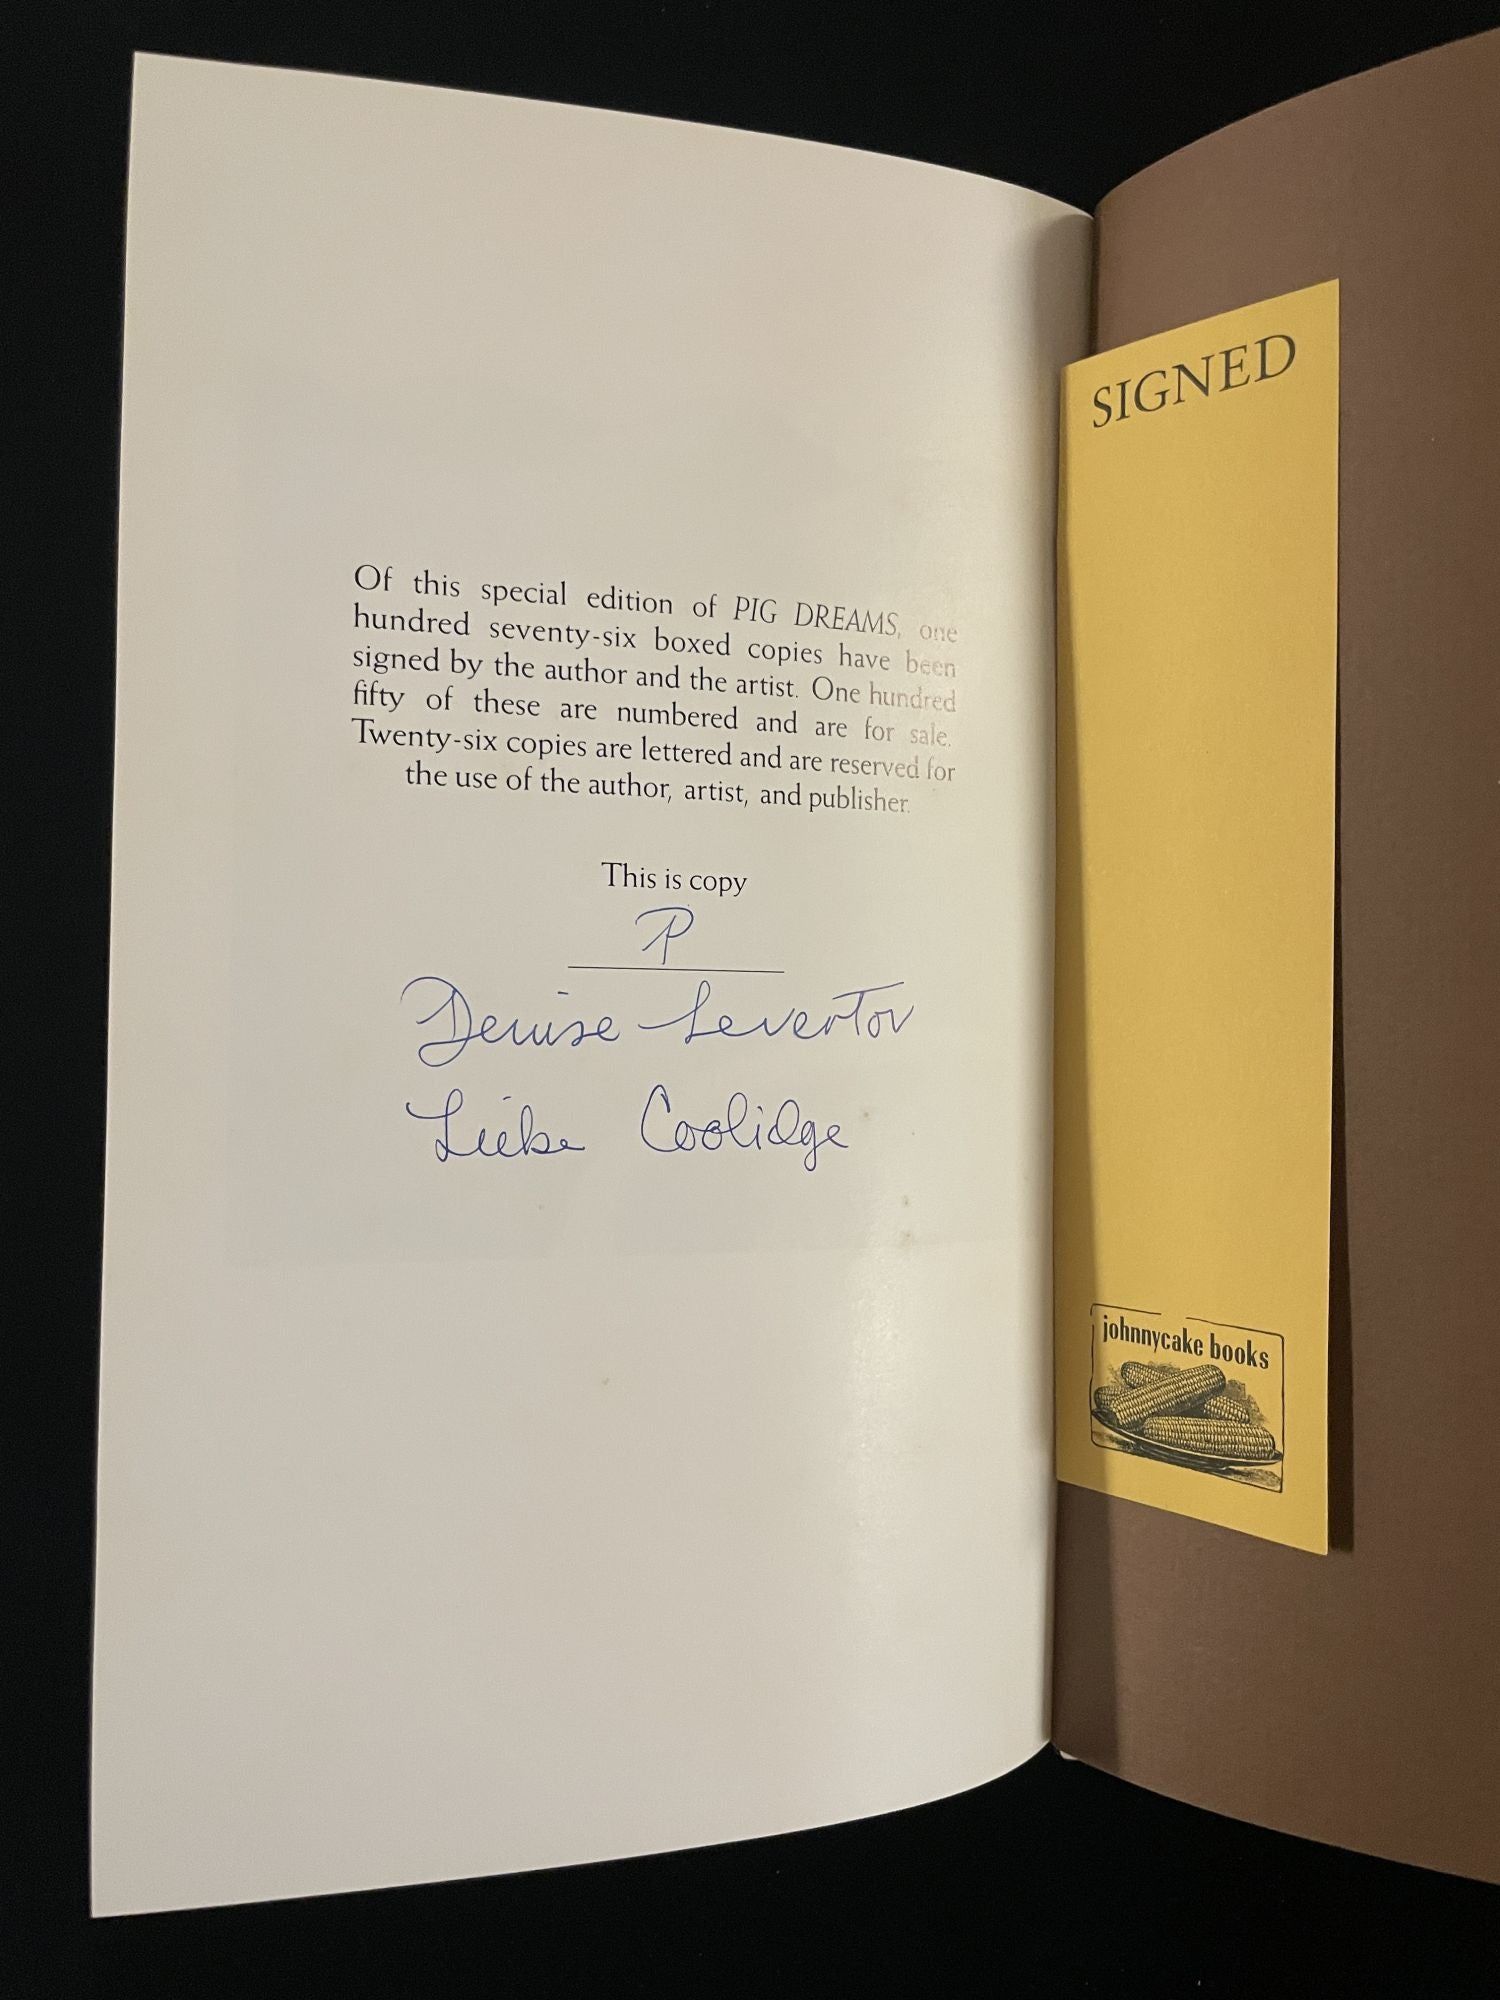 Of this special edition of PIG DREAMS, one
hundred seventy-six boxed copies have been
signed by the author and the artist. One hundred
fifty of these are numbered and are for sale.
Twenty-six copies are lettered and are reserved for
the use of the author, artist, and publisher.
This is copy
P
Denise Levertov
Liebe Coolidge
SIGNED
johnnycake books